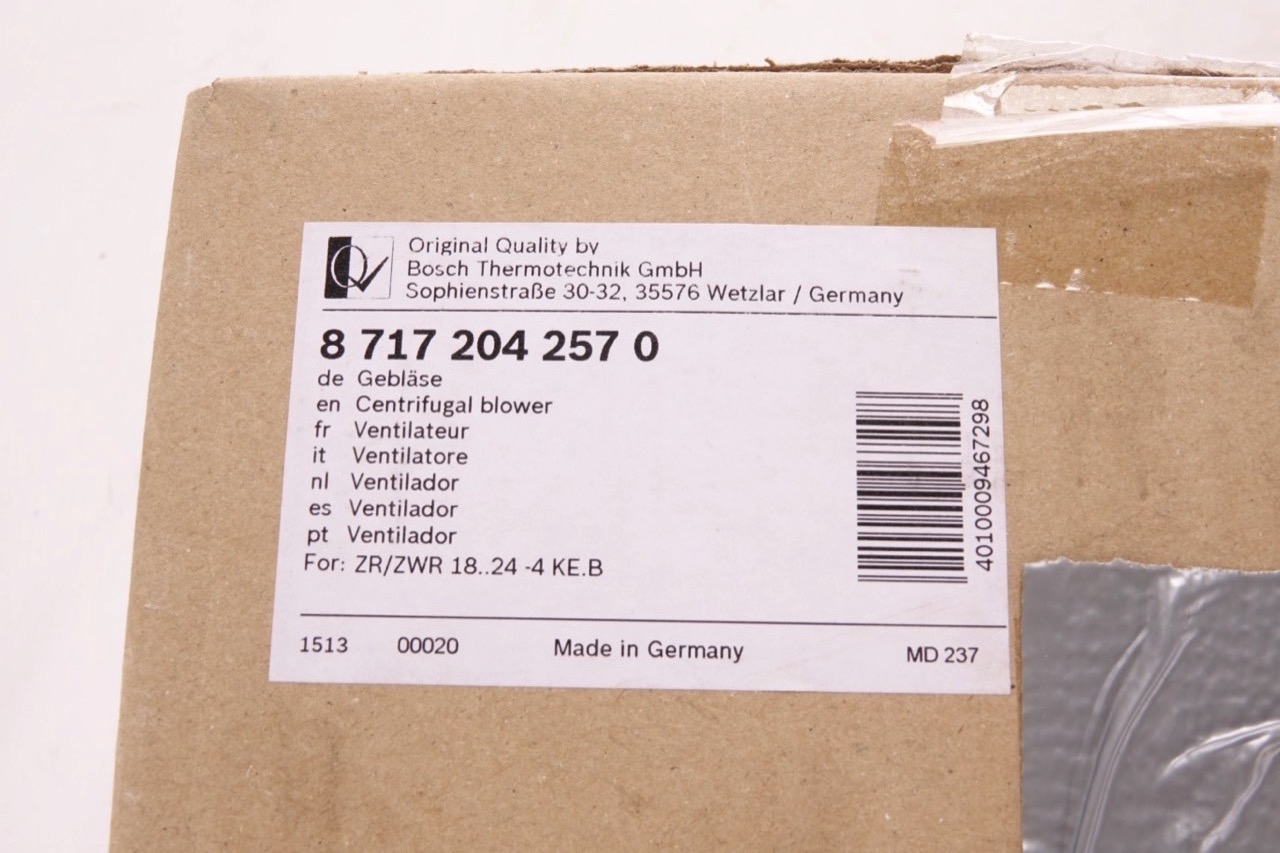 Original Quality by
Bosch Thermotechnik GmbH
Sophienstraße 30-32, 35576 Wetzlar / Germany
8 717 204 257 0
de Gebläse
en Centrifugal blower
fr Ventilateur
it Ventilatore
nl Ventilador
es Ventilador
pt Ventilador
For: ZR/ZWR 18..24 -4 KE.B
4010009467298
1513 00020 Made in Germany MD 237